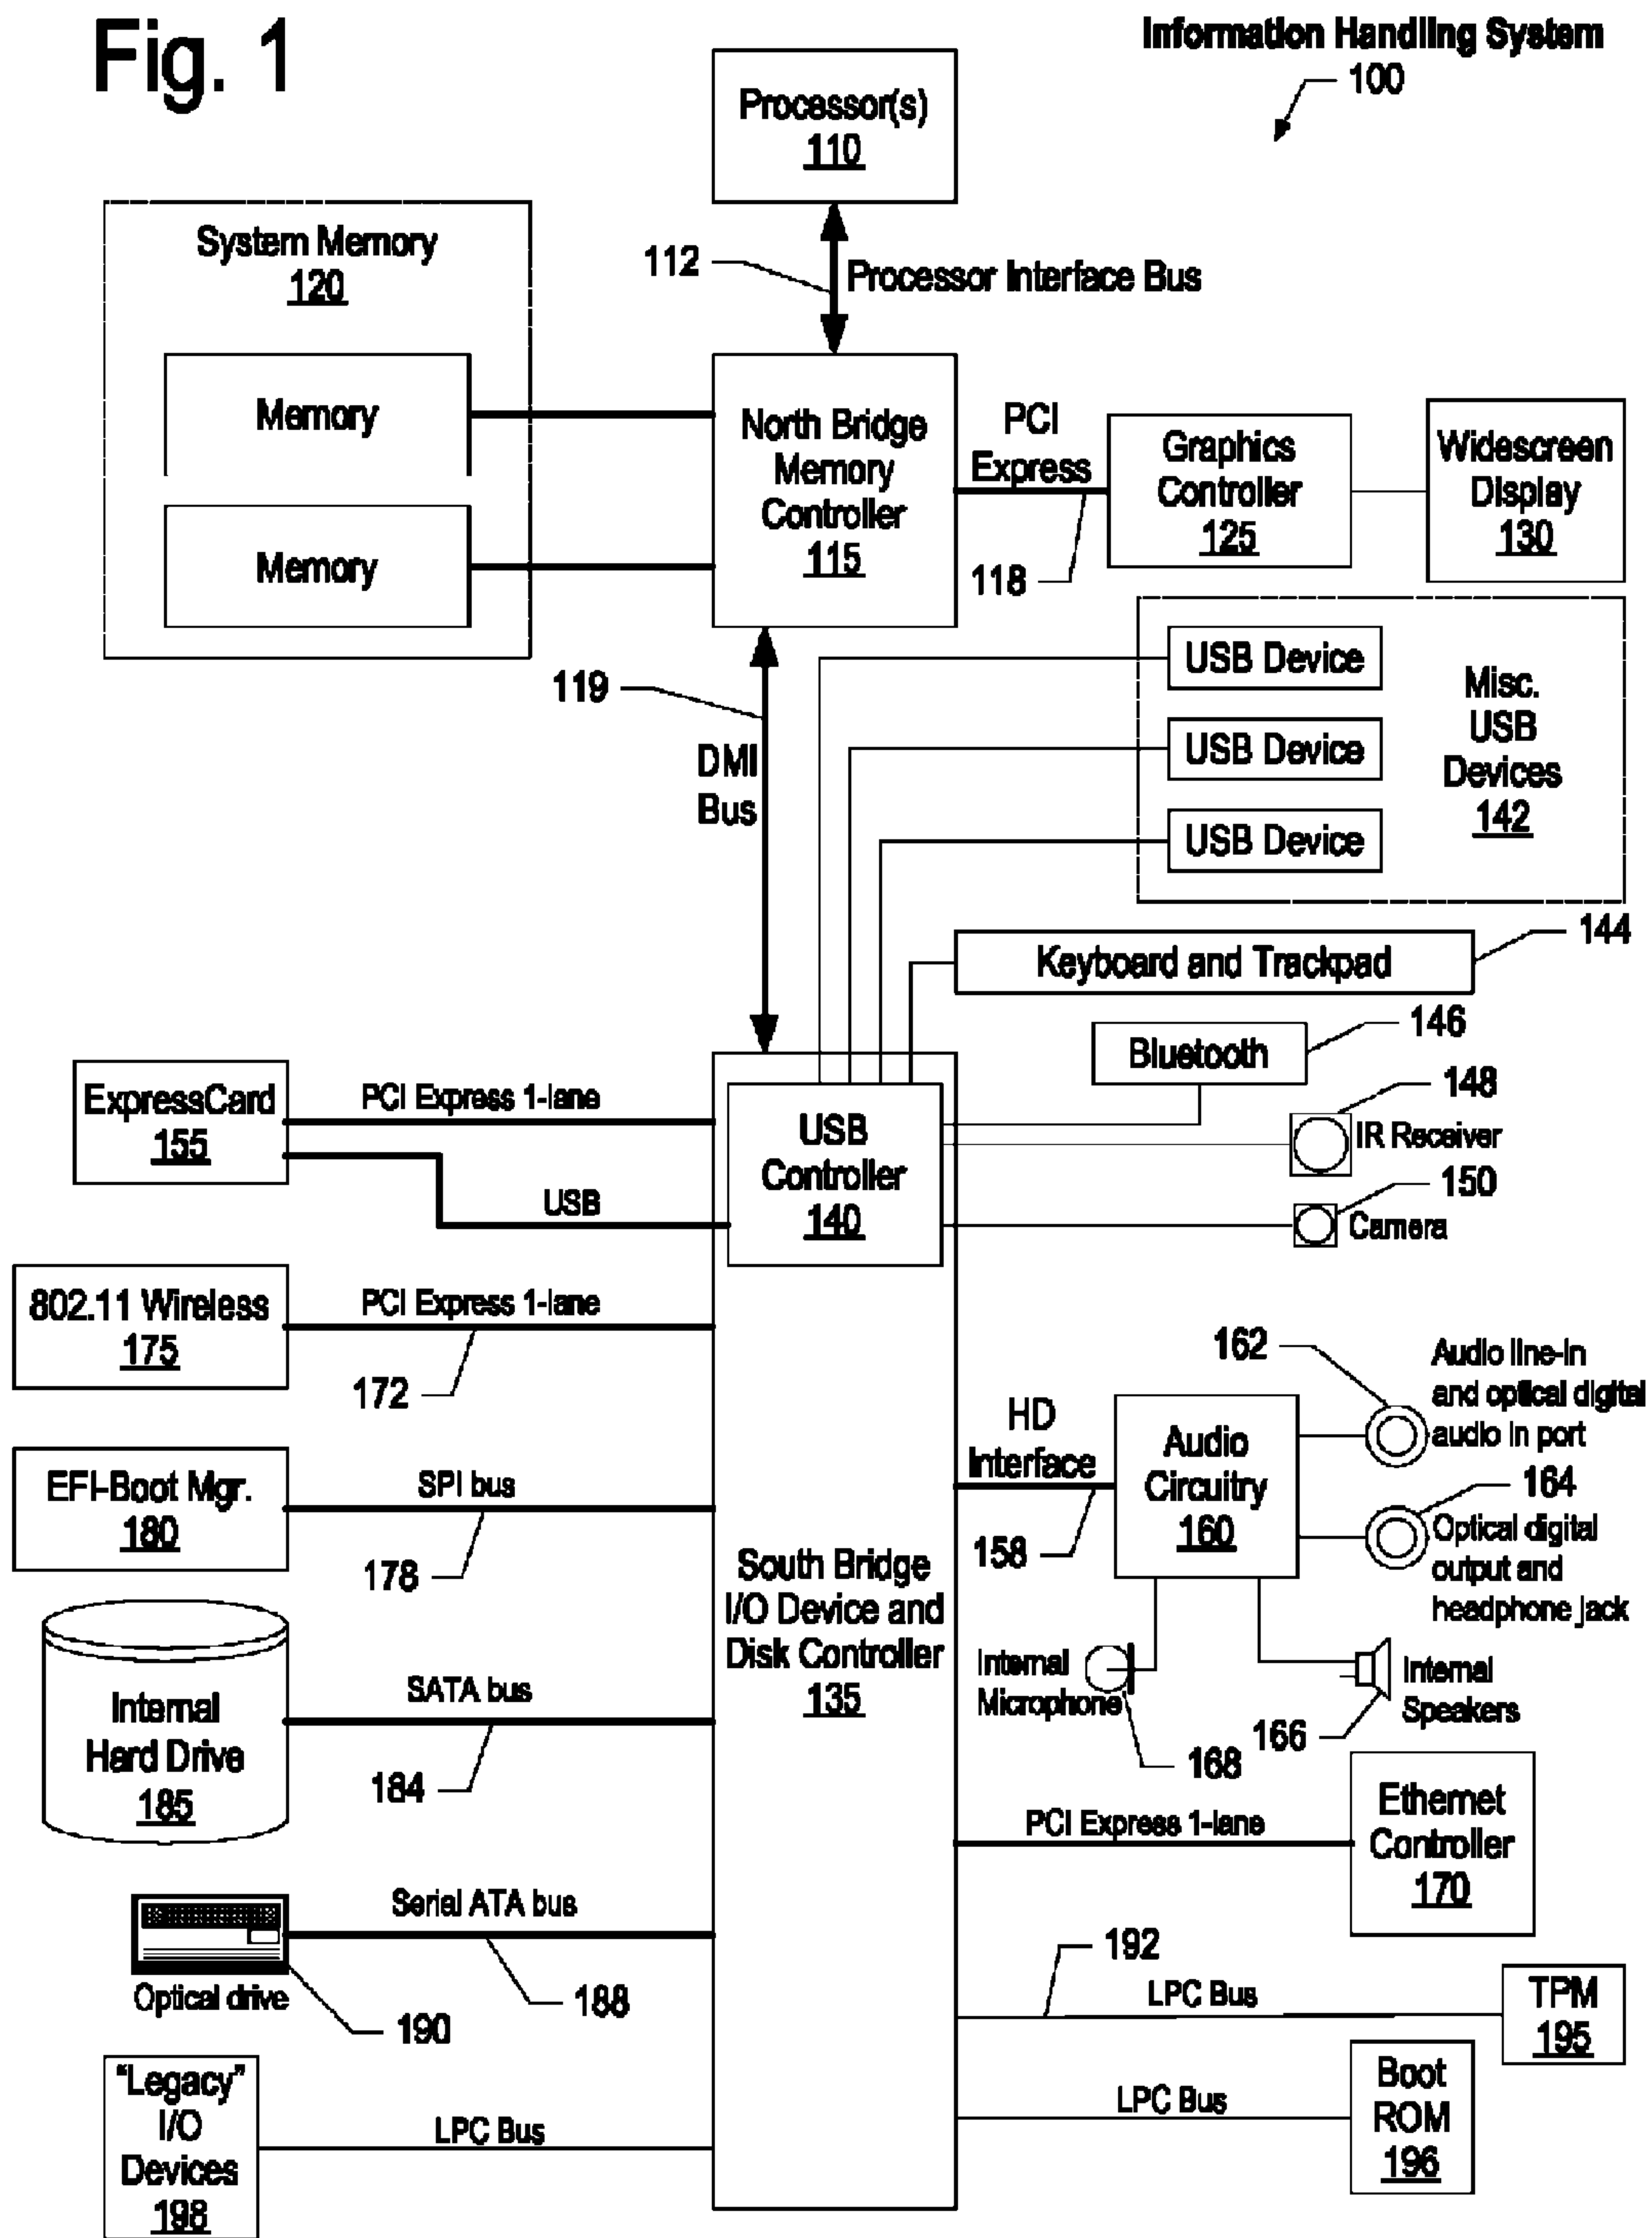 Fig. 1
Information Handling System
100
Processor(s)
110
System Memory
120
112
Processor Interface Bus
Memory
Memory
North Bridge
Memory
Controller
115
PCI
Express
118
Graphics
Controller
125
Widescreen
Display
130
119
DMI
Bus
USB Device
USB Device
USB Device
Misc.
USB
Devices
142
Keyboard and Trackpad
144
Bluetooth
146
148
IR Receiver
150
Camera
ExpressCard
155
PCI Express 1-lane
USB
USB
Controller
140
802.11 Wireless
175
PCI Express 1-lane
172
162
Audio line-in
and optical digital
audio in port
HD
Interface
158
Audio
Circuitry
160
164
Optical digital
output and
headphone jack
EFI-Boot Mgr.
180
SPI bus
178
South Bridge
I/O Device and
Disk Controller
135
Internal
Microphone
168
Internal
Speakers
166
Internal
Hard Drive
185
SATA bus
184
PCI Express 1-lane
Ethernet
Controller
170
Serial ATA bus
188
Optical drive
190
192
LPC Bus
TPM
195
"Legacy"
I/O
Devices
198
LPC Bus
LPC Bus
Boot
ROM
196